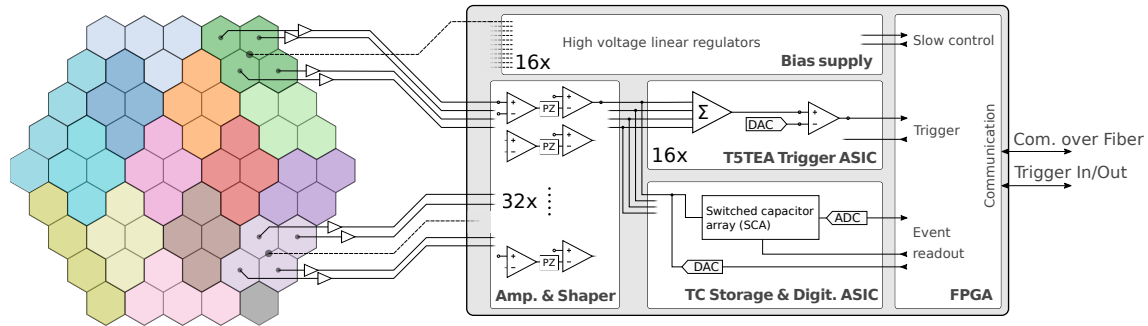 High voltage linear regulators
16x
Bias supply
Slow control
PZ
PZ
Σ
DAC
16x
T5TEA Trigger ASIC
Trigger
32x
Switched capacitor
array (SCA)
ADC
DAC
Event
readout
PZ
Amp. & Shaper
TC Storage & Digit. ASIC
FPGA
Communication
Com. over Fiber
Trigger In/Out